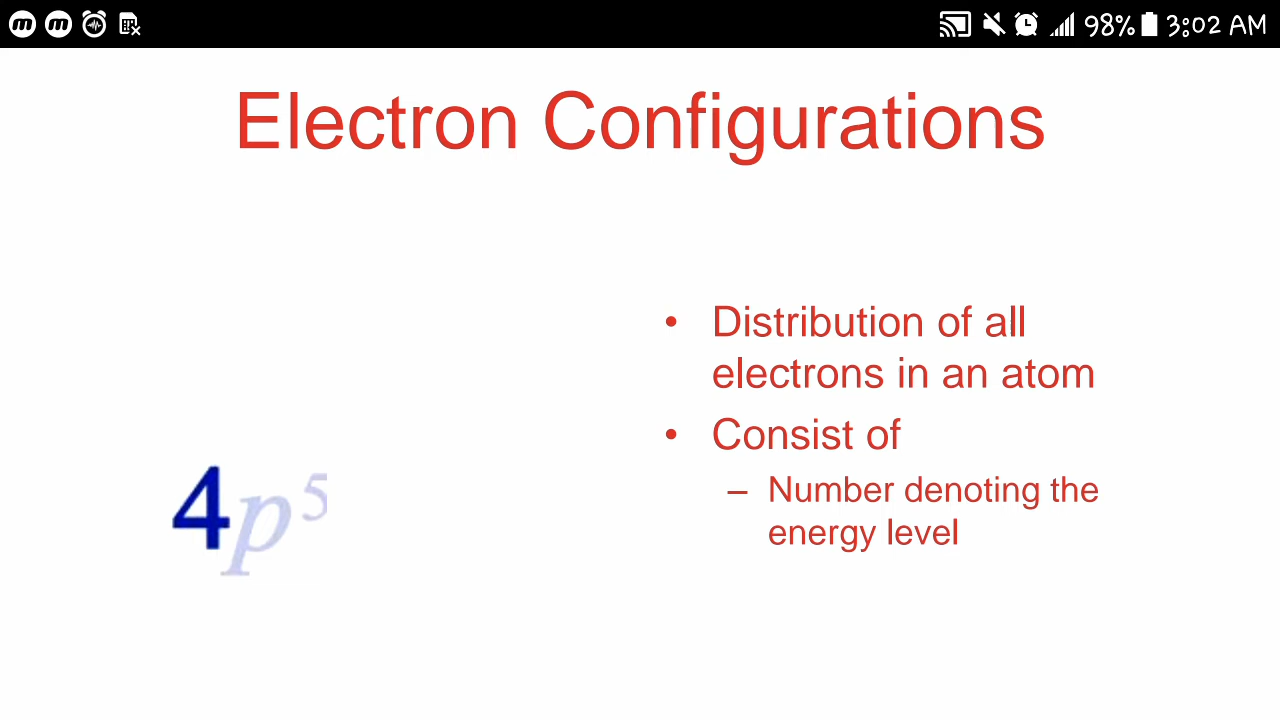 98% 3:02 AM
Electron Configurations
• Distribution of all
electrons in an atom
• Consist of
– Number denoting the
energy level
4p⁵